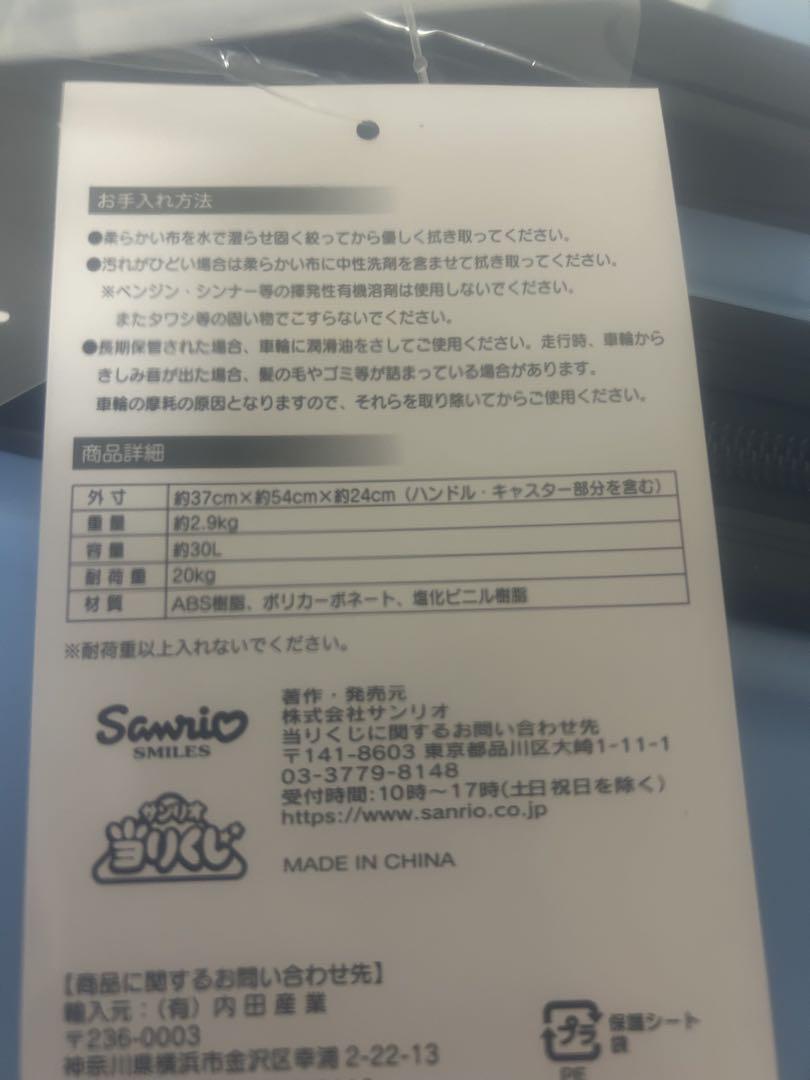 お手入れ方法
●柔らかい布を水で濡らせ固く絞ってから優しく拭き取ってください。
●汚れがひどい場合は柔らかい布に中性洗剤を含ませて拭き取ってください。
※ベンジン・シンナー等の揮発性有機溶剤は使用しないでください。
またタワシ等の固い物でこすらないでください。
●長期保管された場合、車輪に潤滑油をさしてご使用ください。走行時、車輪から
きしみ音が出た場合、髪の毛やゴミ等が詰まっている場合があります。
車輪の摩耗の原因となりますので、それらを取り除いてからご使用ください。
商品詳細
外寸 約37cm×約54cm×約24cm（ハンドル・キャスター部分を含む）
重量 約2.9kg
容量 約30L
耐荷重 20kg
材質 ABS樹脂、ポリカーボネート、塩化ビニル樹脂
※耐荷重以上入れないでください。
Sanrio
SMILES
サンリオ
当りくじ
著作・発売元
株式会社サンリオ
当りくじに関するお問い合わせ先
〒141-8603 東京都品川区大崎1-11-1
03-3779-8148
受付時間:10時～17時(土日祝日を除く)
https://www.sanrio.co.jp
MADE IN CHINA
【商品に関するお問い合わせ先】
輸入元：（有）内田産業
〒236-0003
神奈川県横浜市金沢区幸浦 2-22-13
プラ
保護シート
袋
PE